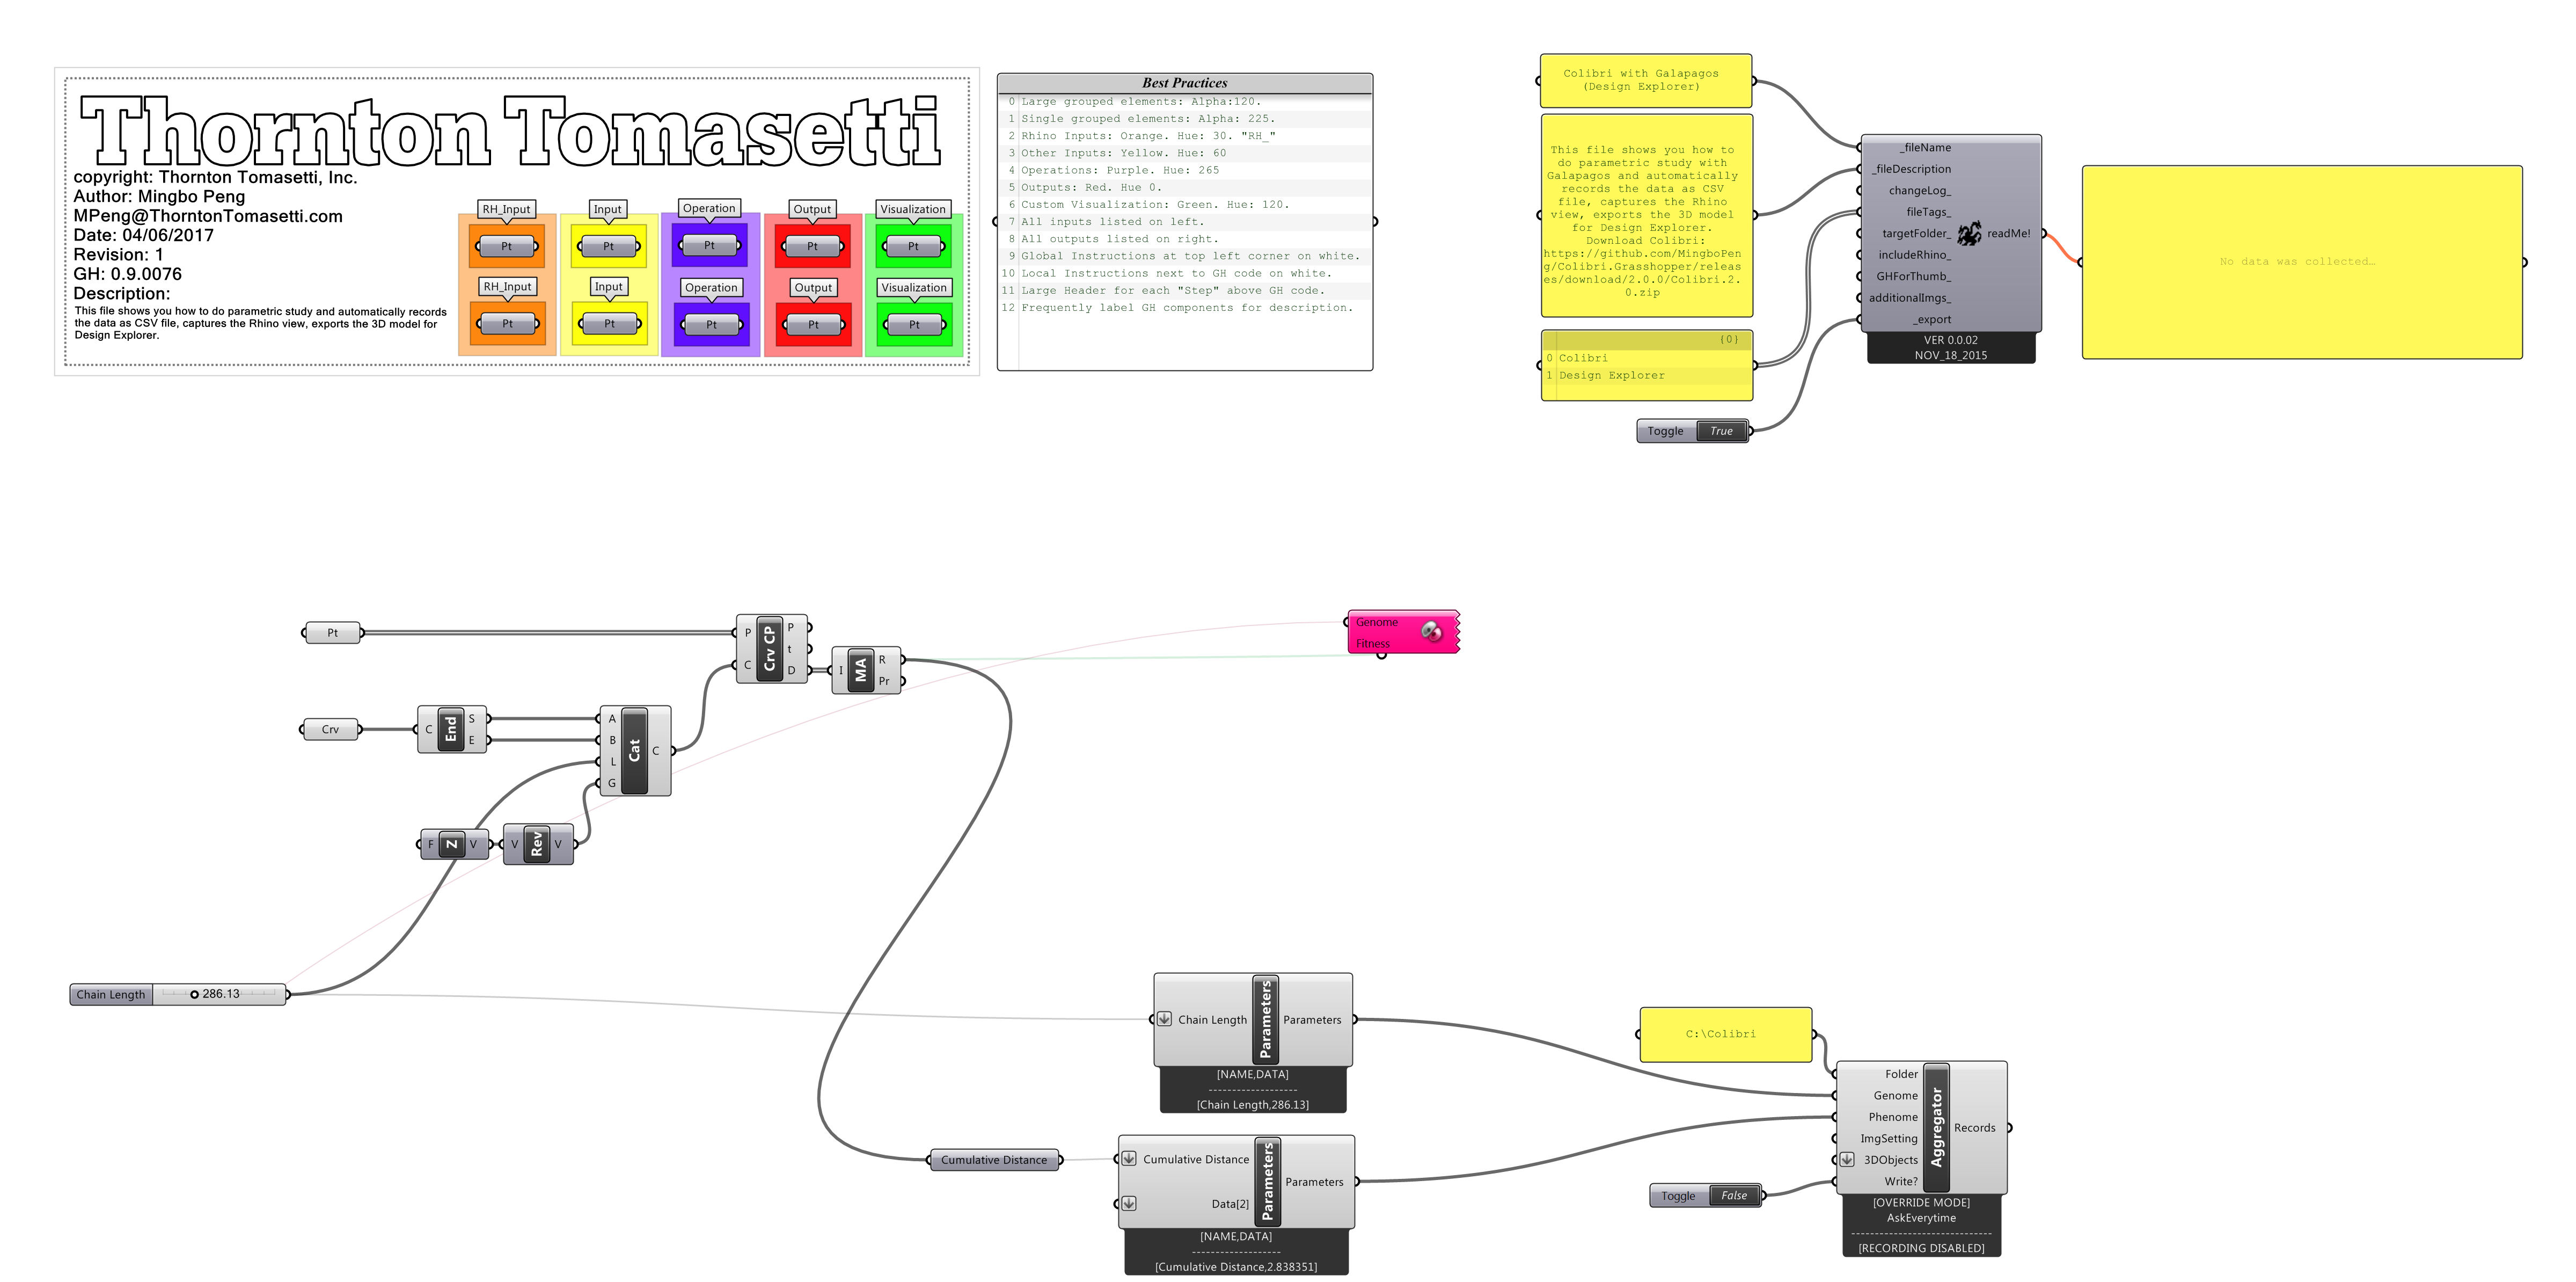 Thornton Tomasetti
copyright: Thornton Tomasetti, Inc.
Author: Mingbo Peng
MPeng@ThorntonTomasetti.com
Date: 04/06/2017
Revision: 1
GH: 0.9.0076
Description:
This file shows you how to do parametric study and automatically records
the data as CSV file, captures the Rhino view, exports the 3D model for
Design Explorer.
RH_Input
Input
Operation
Output
Visualization
Pt
Pt
Pt
Pt
Pt
RH_Input
Input
Operation
Output
Visualization
Pt
Pt
Pt
Pt
Pt
Best Practices
0 Large grouped elements: Alpha:120.
1 Single grouped elements: Alpha: 225.
2 Rhino Inputs: Orange. Hue: 30. "RH_"
3 Other Inputs: Yellow. Hue: 60
4 Operations: Purple. Hue: 265
5 Outputs: Red. Hue 0.
6 Custom Visualization: Green. Hue: 120.
7 All inputs listed on left.
8 All outputs listed on right.
9 Global Instructions at top left corner on white.
10 Local Instructions next to GH code on white.
11 Large Header for each "Step" above GH code.
12 Frequently label GH components for description.
Colibri with Galapagos
(Design Explorer)
This file shows you how to
do parametric study with
Galapagos and automatically
records the data as CSV
file, captures the Rhino
view, exports the 3D model
for Design Explorer.
Download Colibri:
https://github.com/MingboPen
g/Colibri.Grasshopper/releas
es/download/2.0.0/Colibri.2.
0.zip
{0}
0 Colibri
1 Design Explorer
Toggle True
_fileName
_fileDescription
changeLog_
fileTags_
targetFolder_
includeRhino_
GHForThumb_
additionalImgs_
_export
readMe!
VER 0.0.02
NOV_18_2015
No data was collected…
Pt
P
C
Crv CP
P
t
D
I
MA
R
Pr
Genome
Fitness
Crv
C
End
S
E
A
B
L
G
Cat
C
F
Z
V
V
Rev
V
Chain Length 286.13
Chain Length
Parameters
Parameters
[NAME,DATA]
-------------------
[Chain Length,286.13]
Cumulative Distance
Cumulative Distance
Data[2]
Parameters
Parameters
[NAME,DATA]
-------------------
[Cumulative Distance,2.838351]
C:\Colibri
Toggle False
Folder
Genome
Phenome
ImgSetting
3DObjects
Write?
Aggregator
Records
[OVERRIDE MODE]
AskEverytime
------------------------------
[RECORDING DISABLED]